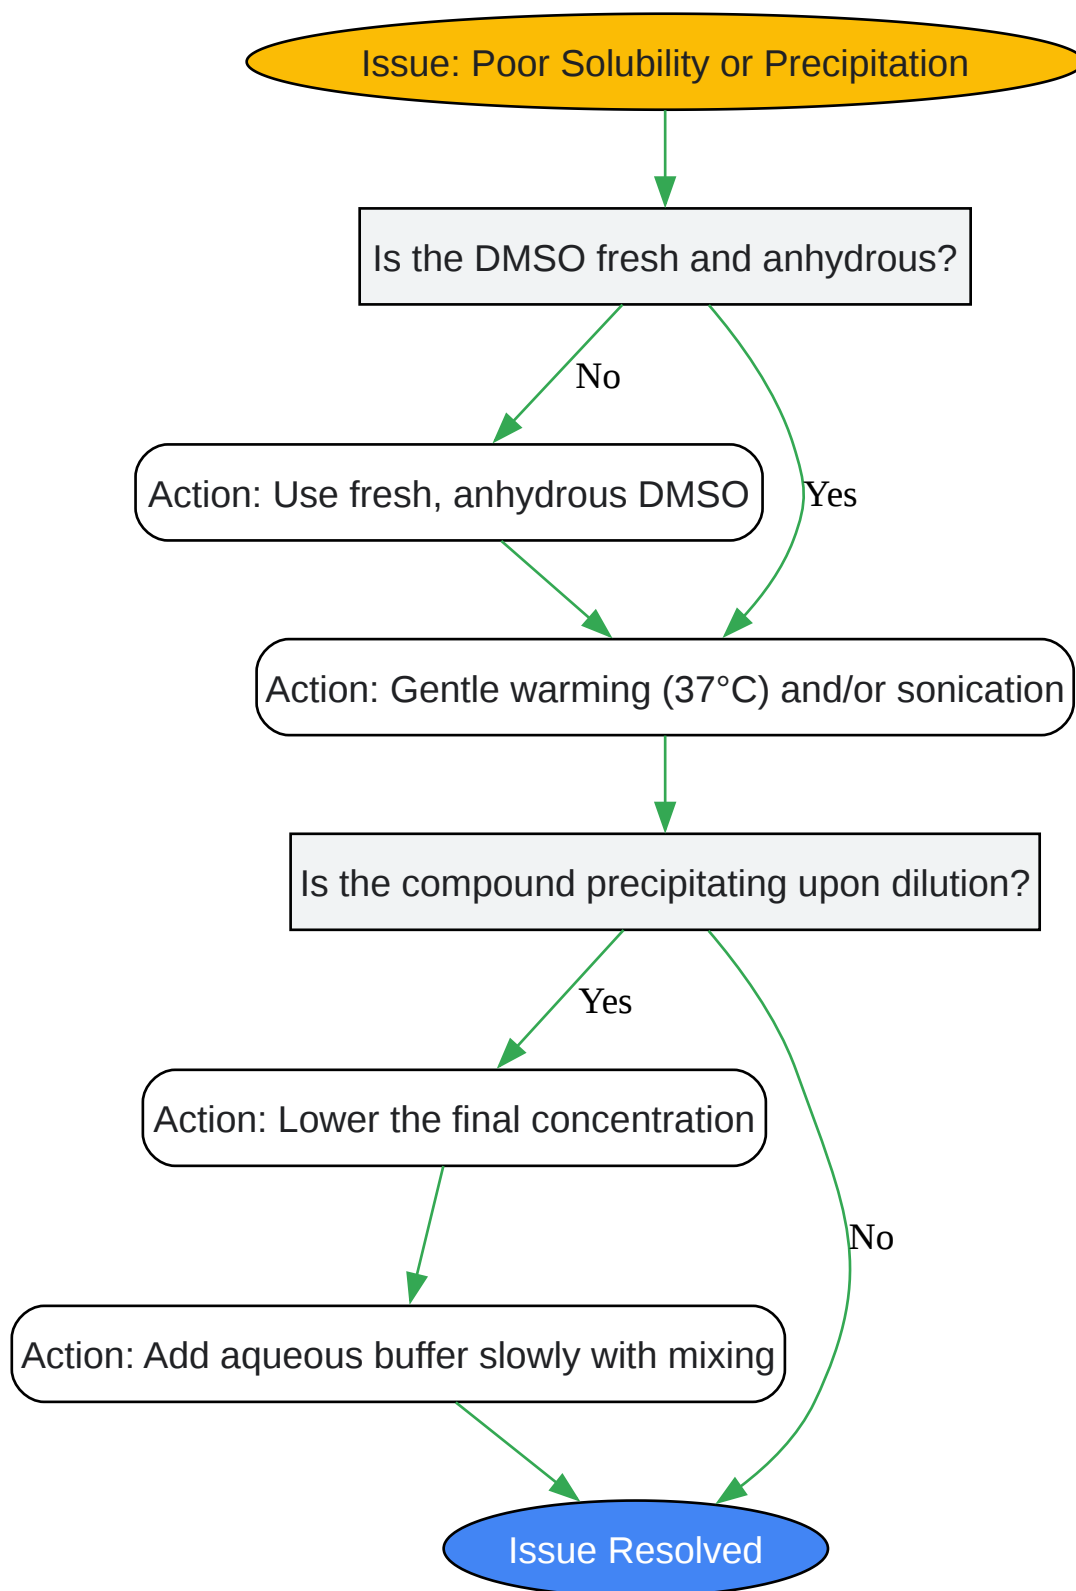 Issue: Poor Solubility or Precipitation
Is the DMSO fresh and anhydrous?
No
Action: Use fresh, anhydrous DMSO
Yes
Action: Gentle warming (37°C) and/or sonication
Is the compound precipitating upon dilution?
Yes
Action: Lower the final concentration
No
Action: Add aqueous buffer slowly with mixing
Issue Resolved